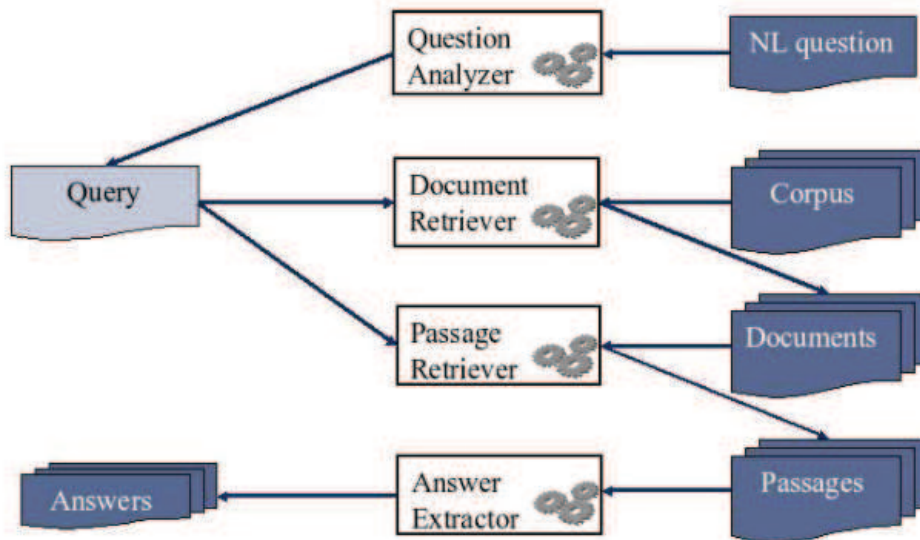 Question
Analyzer
NL question
Query
Document
Retriever
Corpus
Passage
Retriever
Documents
Answers
Answer
Extractor
Passages